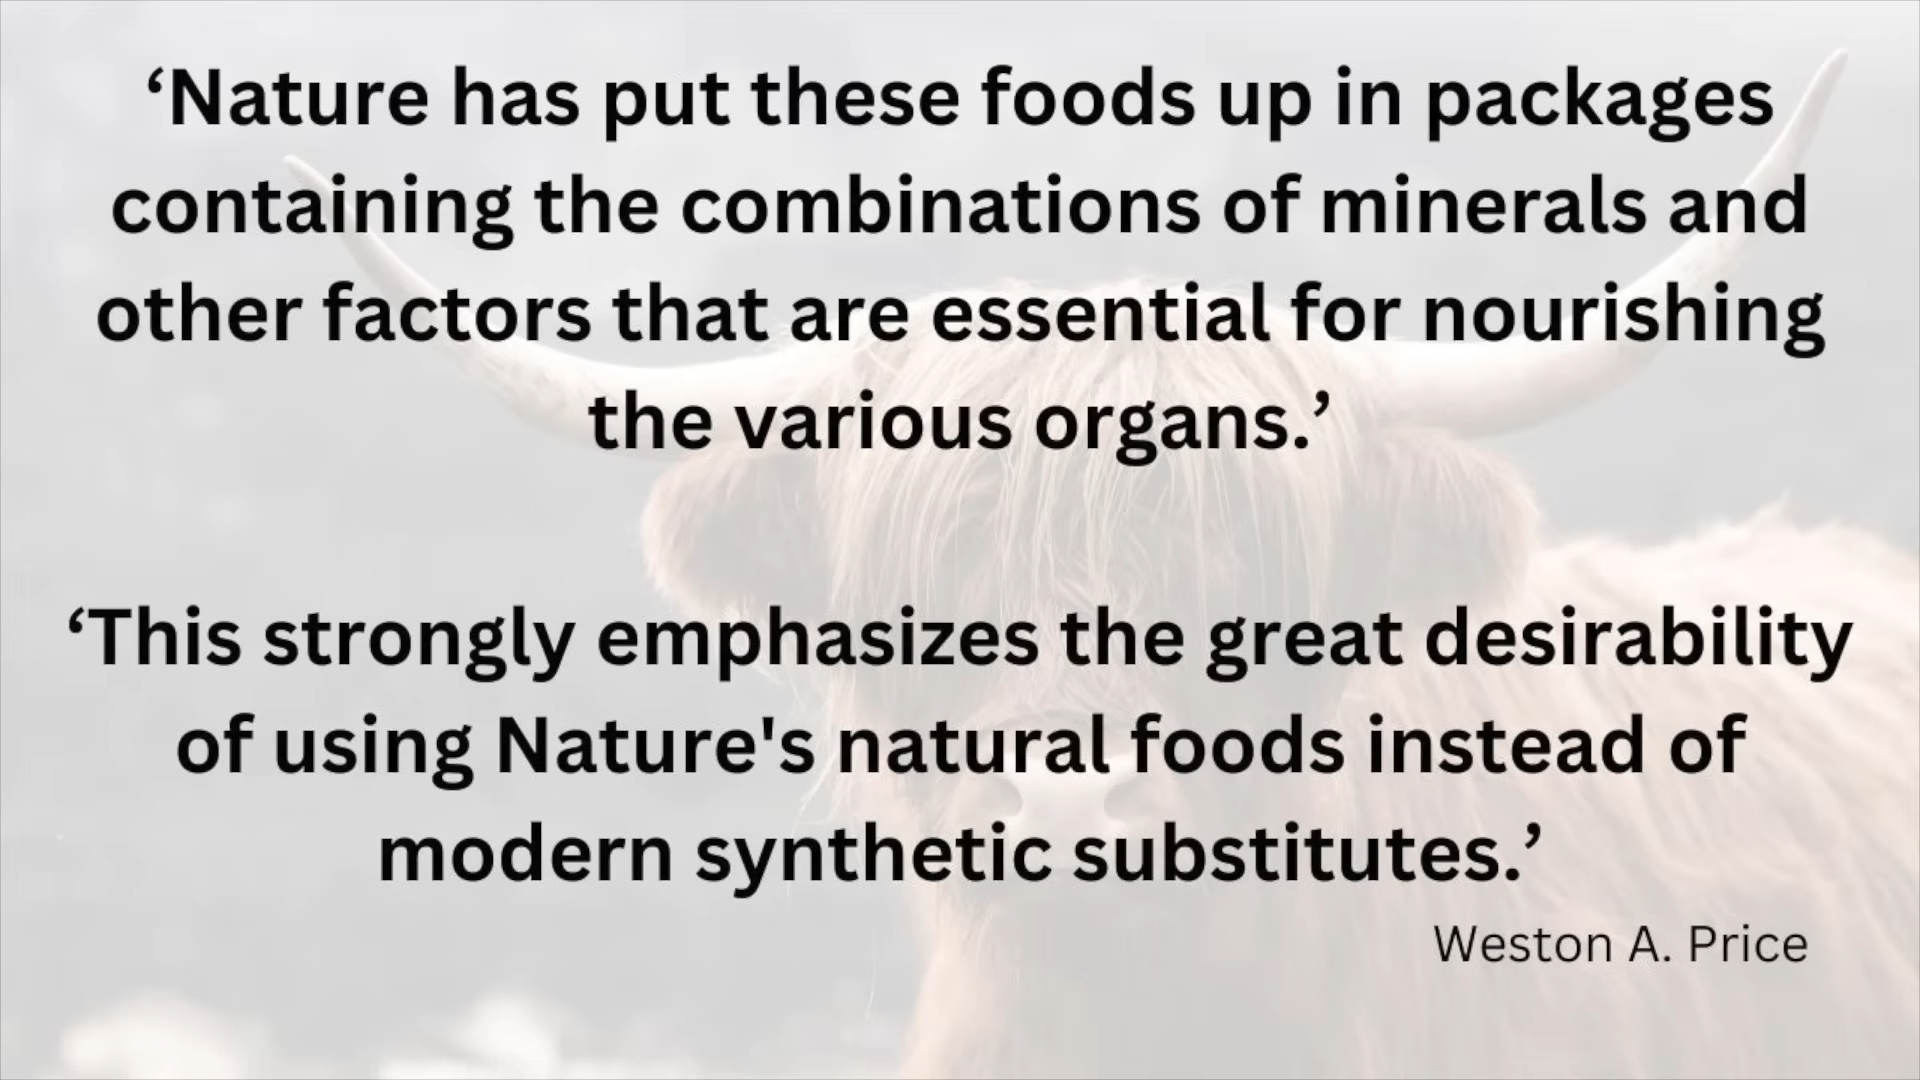 ‘Nature has put these foods up in packages
containing the combinations of minerals and
other factors that are essential for nourishing
the various organs.’
‘This strongly emphasizes the great desirability
of using Nature's natural foods instead of
modern synthetic substitutes.’
Weston A. Price